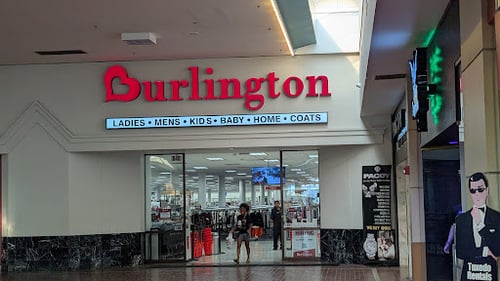 Burlington
LADIES • MENS • KIDS • BABY • HOME • COATS
Tuxedo
Rentals